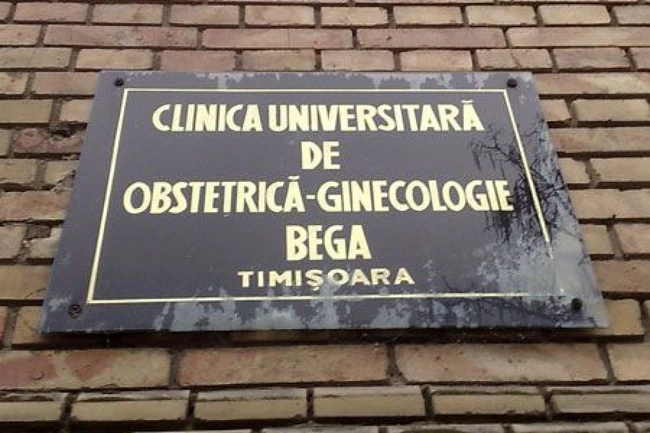 CLINICA UNIVERSITARĂ
DE
OBSTETRICĂ-GINECOLOGIE
BEGA
TIMIȘOARA